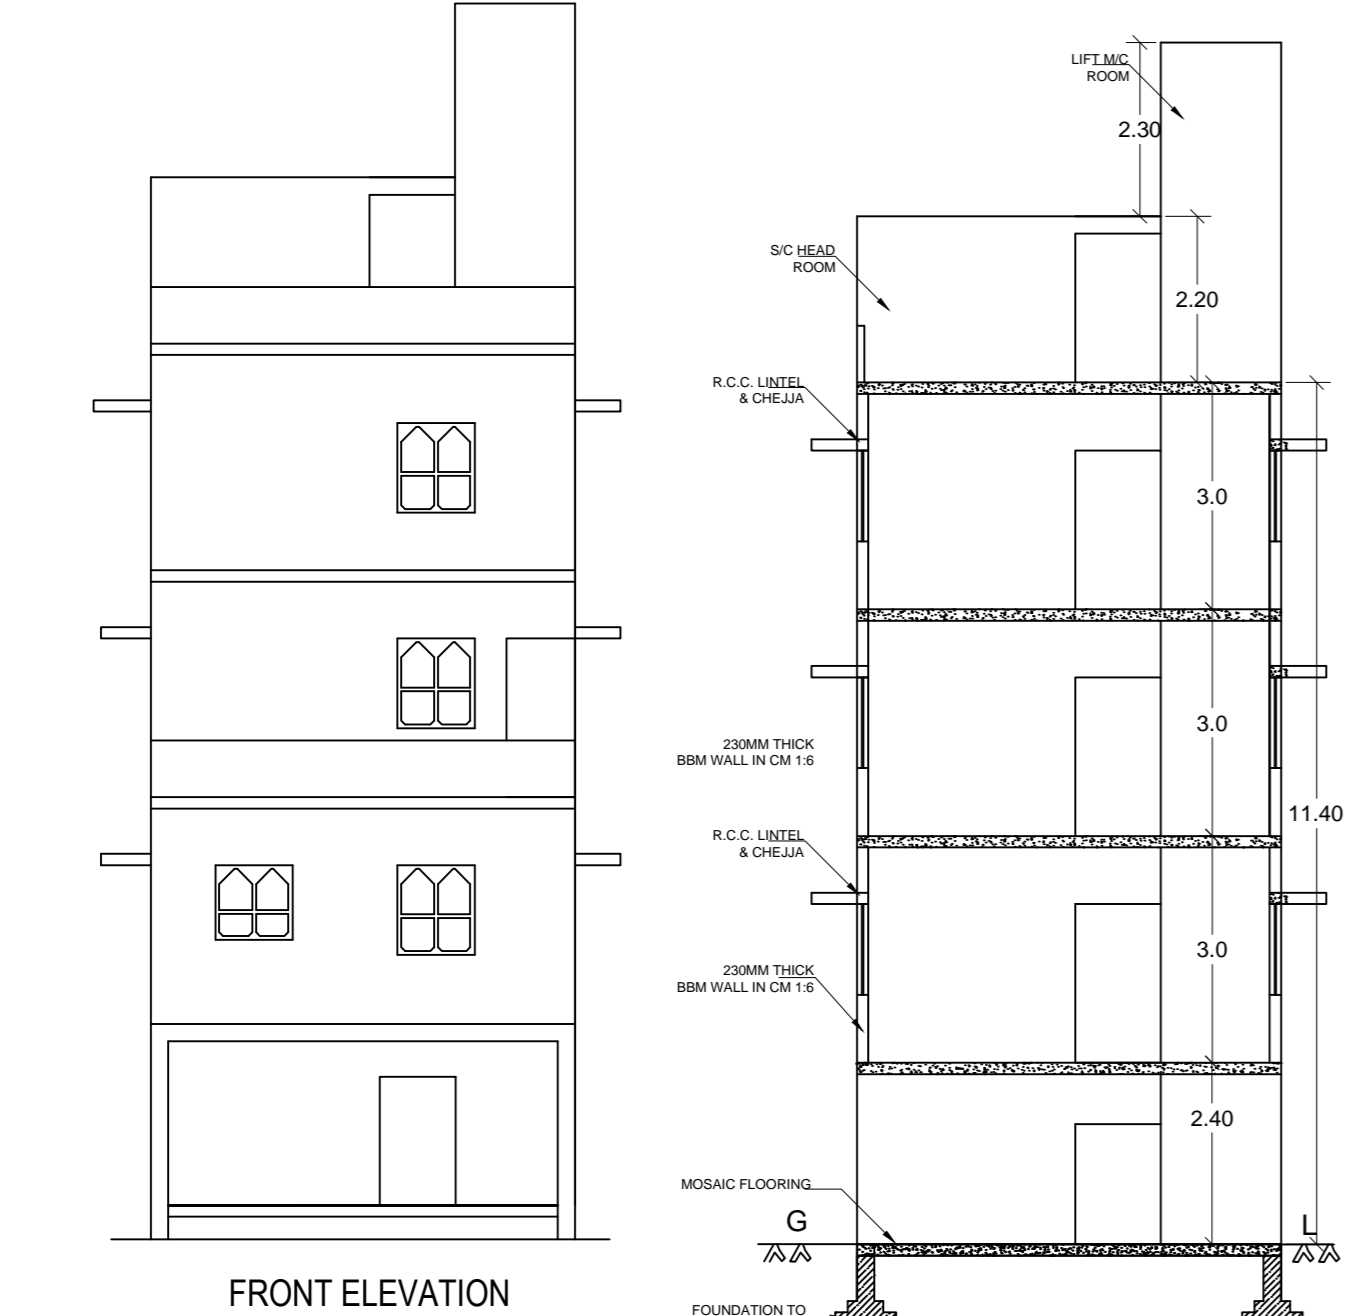 LIFT M/C
ROOM
2.30
S/C HEAD
ROOM
2.20
R.C.C. LINTEL
& CHEJJA
3.0
230MM THICK
BBM WALL IN CM 1:6
3.0
11.40
R.C.C. LINTEL
& CHEJJA
230MM THICK
BBM WALL IN CM 1:6
3.0
2.40
MOSAIC FLOORING
G
L
FRONT ELEVATION
FOUNDATION TO